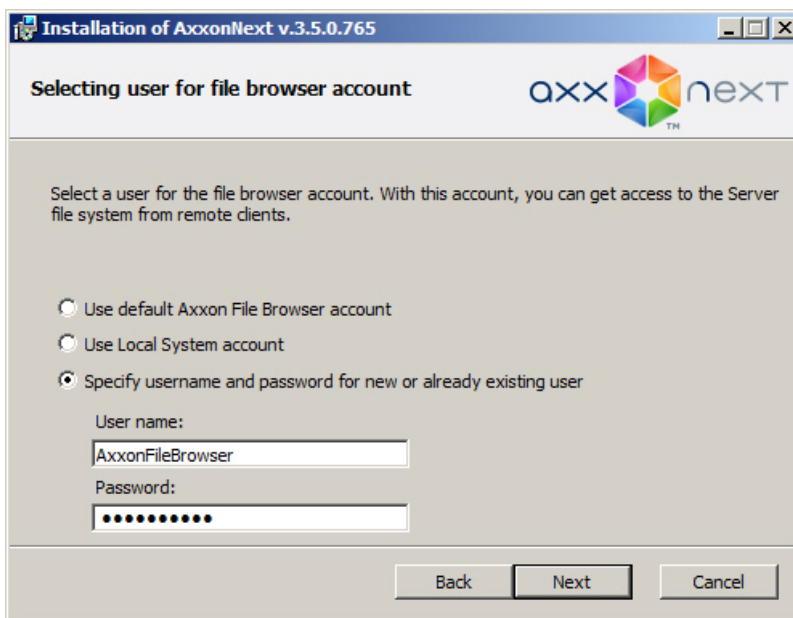 Installation of AxxonNext v.3.5.0.765
Selecting user for file browser account
axx next
TM
Select a user for the file browser account. With this account, you can get access to the Server
file system from remote clients.
Use default Axxon File Browser account
Use Local System account
Specify username and password for new or already existing user
User name:
AxxonFileBrowser
Password:
••••••••••
Back Next Cancel